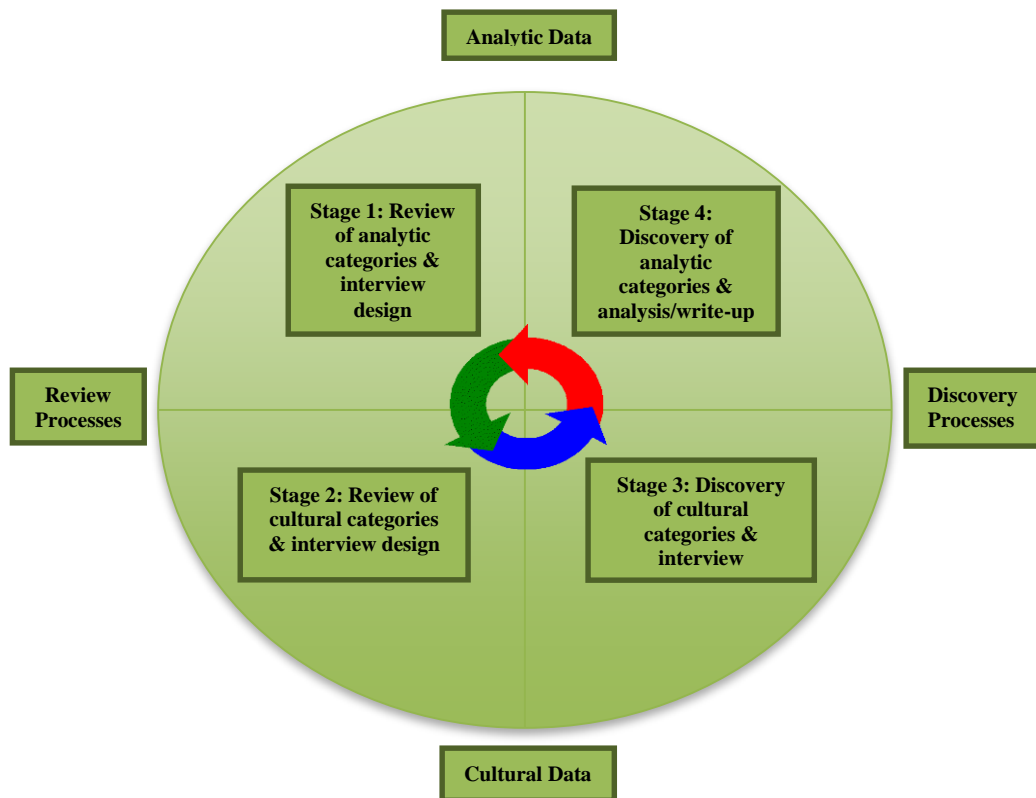 Analytic Data
Stage 1: Review
of analytic
categories &
interview
design
Stage 4:
Discovery of
analytic
categories &
analysis/write-up
Review
Processes
Discovery
Processes
Stage 2: Review of
cultural categories
& interview design
Stage 3: Discovery
of cultural
categories &
interview
Cultural Data